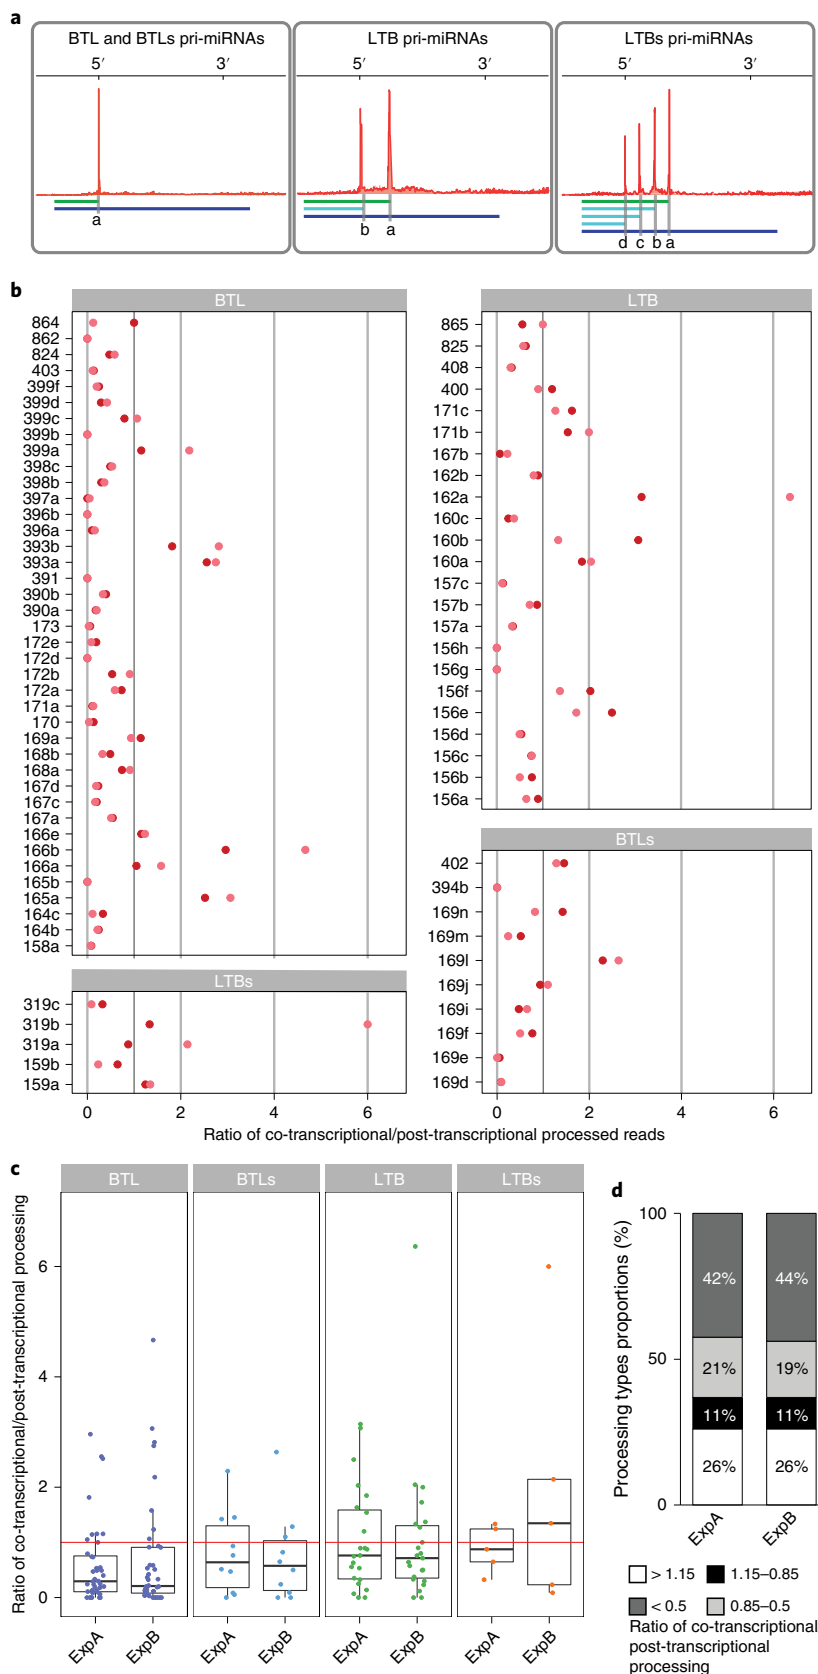 a
BTL and BTLs pri-miRNAs
5′ 3′
a
LTB pri-miRNAs
5′ 3′
b a
LTBs pri-miRNAs
5′ 3′
d c b a
b
BTL
864
862
824
403
399f
399d
399c
399b
399a
398c
398b
397a
396b
396a
393b
393a
391
390b
390a
173
172e
172d
172b
172a
171a
170
169a
168b
168a
167d
167c
167a
166e
166b
166a
165b
165a
164c
164b
158a
LTBs
319c
319b
319a
159b
159a
0 2 4 6
LTB
865
825
408
400
171c
171b
167b
162b
162a
160c
160b
160a
157c
157b
157a
156h
156g
156f
156e
156d
156c
156b
156a
BTLs
402
394b
169n
169m
169l
169j
169i
169f
169e
169d
0 2 4 6
Ratio of co-transcriptional/post-transcriptional processed reads
c
Ratio of co-transcriptional/post-transcriptional processing
6
4
2
0
BTL
ExpA ExpB
BTLs
ExpA ExpB
LTB
ExpA ExpB
LTBs
ExpA ExpB
d
Processing types proportions (%)
100
50
0
42% 44%
21% 19%
11% 11%
26% 26%
ExpA ExpB
> 1.15 1.15–0.85
< 0.5 0.85–0.5
Ratio of co-transcriptional
post-transcriptional
processing